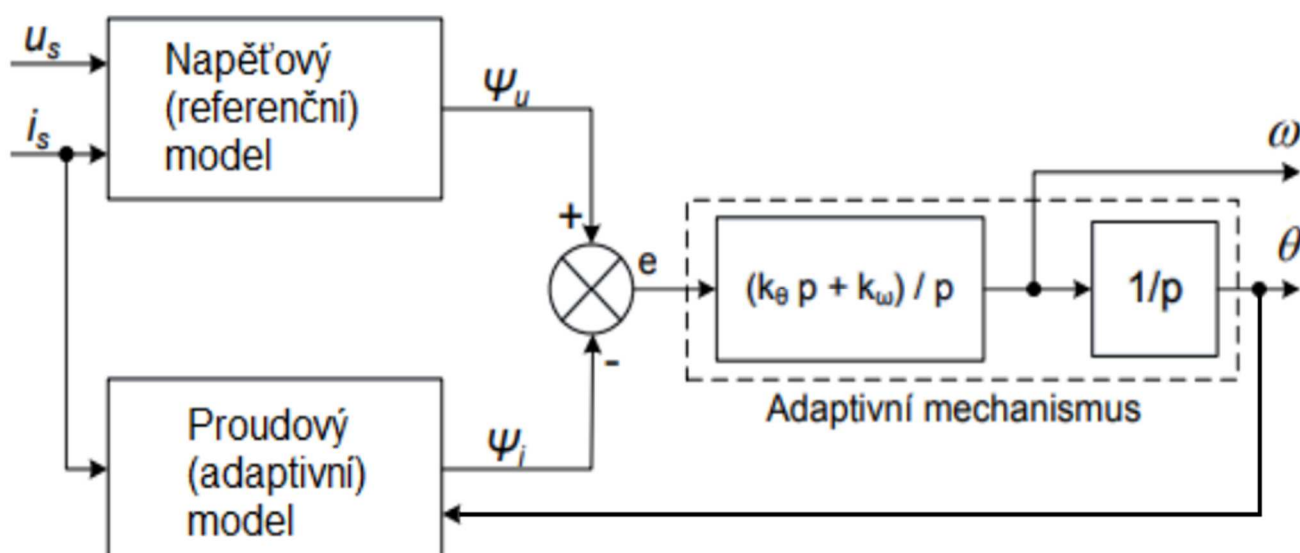 u_s
i_s
Napěťový
(referenční)
model
Ψ_u
+
e
-
(k_θ p + k_ω) / p
1/p
ω
θ
Adaptivní mechanismus
Proudový
(adaptivní)
model
Ψ_i